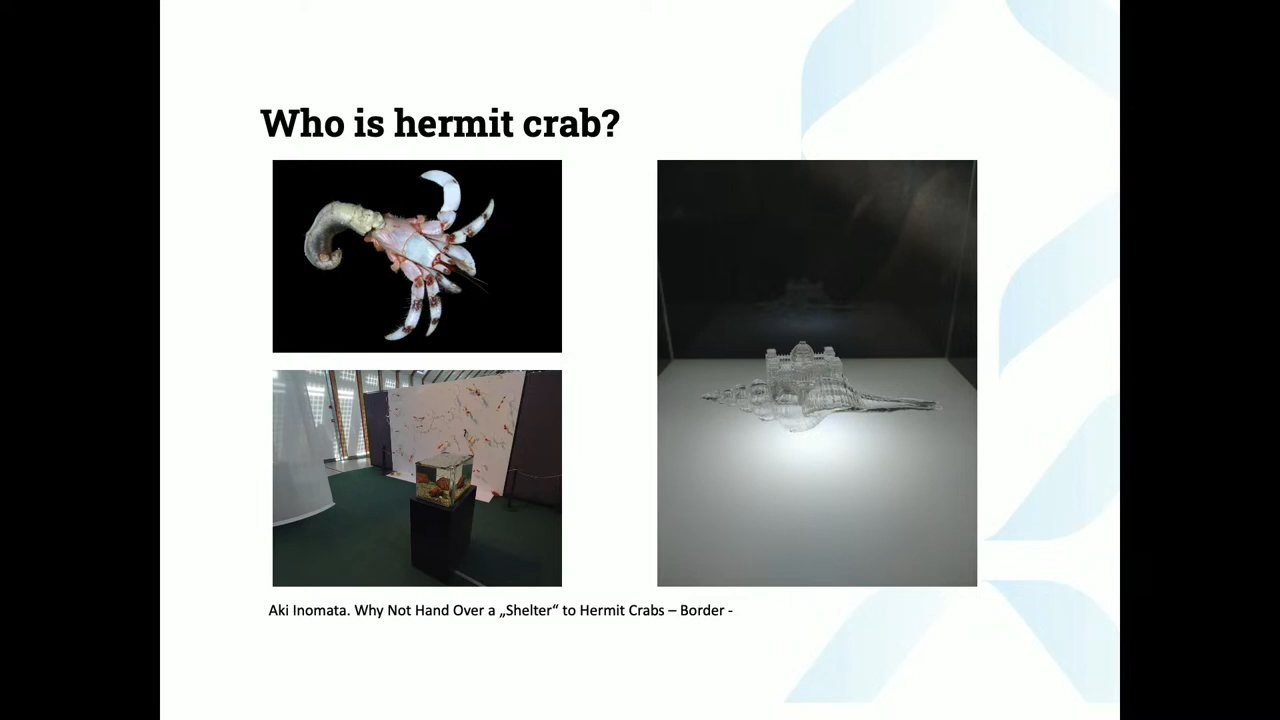 Who is hermit crab?
Aki Inomata. Why Not Hand Over a „Shelter“ to Hermit Crabs – Border -